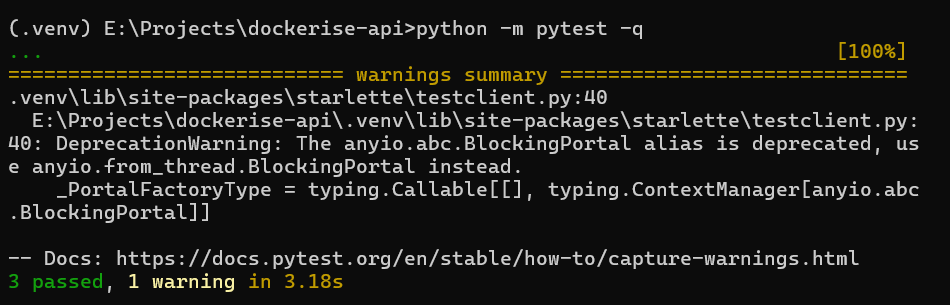 (.venv) E:\Projects\dockerise-api>python -m pytest -q
... [100%]
============================ warnings summary =============================
.venv\lib\site-packages\starlette\testclient.py:40
  E:\Projects\dockerise-api\.venv\lib\site-packages\starlette\testclient.py:
40: DeprecationWarning: The anyio.abc.BlockingPortal alias is deprecated, us
e anyio.from_thread.BlockingPortal instead.
    _PortalFactoryType = typing.Callable[[], typing.ContextManager[anyio.abc
.BlockingPortal]]

-- Docs: https://docs.pytest.org/en/stable/how-to/capture-warnings.html
3 passed, 1 warning in 3.18s